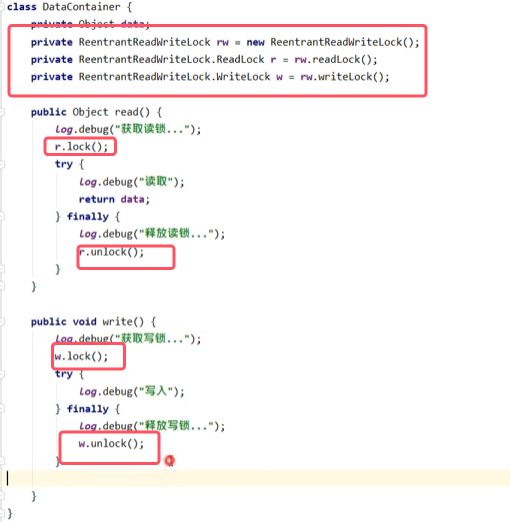 class DataContainer {
private Object data;
private ReentrantReadWriteLock rw = new ReentrantReadWriteLock();
private ReentrantReadWriteLock.ReadLock r = rw.readLock();
private ReentrantReadWriteLock.WriteLock w = rw.writeLock();
public Object read() {
log.debug("获取读锁...");
r.lock();
try {
log.debug("读取");
return data;
} finally {
log.debug("释放读锁...");
r.unlock();
}
}
public void write() {
log.debug("获取写锁...");
w.lock();
try {
log.debug("写入");
} finally {
log.debug("释放写锁...");
w.unlock();
}
}
}